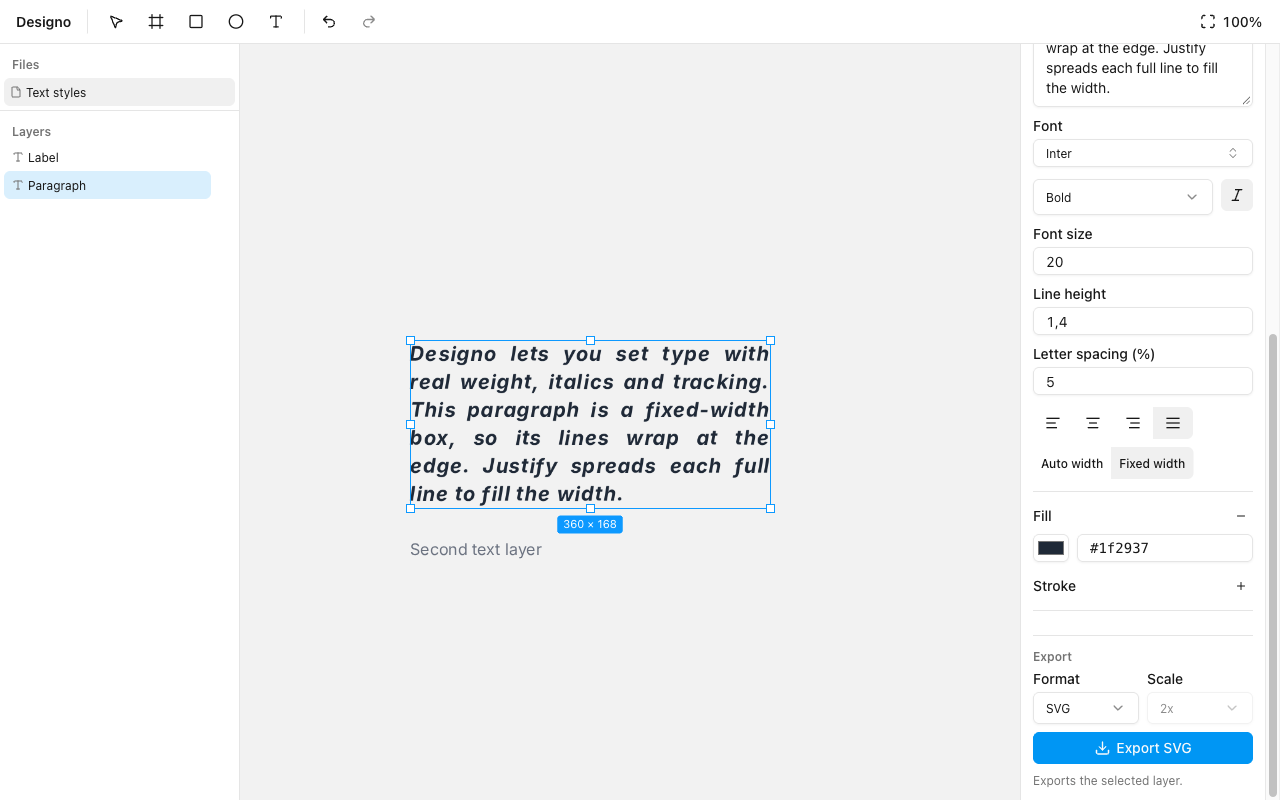 Designo
100%
Files
Text styles
Layers
Label
Paragraph
Designo lets you set type with
real weight, italics and tracking.
This paragraph is a fixed-width
box, so its lines wrap at the
edge. Justify spreads each full
line to fill the width.
360 × 168
Second text layer
wrap at the edge. Justify
spreads each full line to fill
the width.
Font
Inter
Bold
Font size
20
Line height
1,4
Letter spacing (%)
5
Auto width Fixed width
Fill
#1f2937
Stroke
Export
Format Scale
SVG 2x
Export SVG
Exports the selected layer.